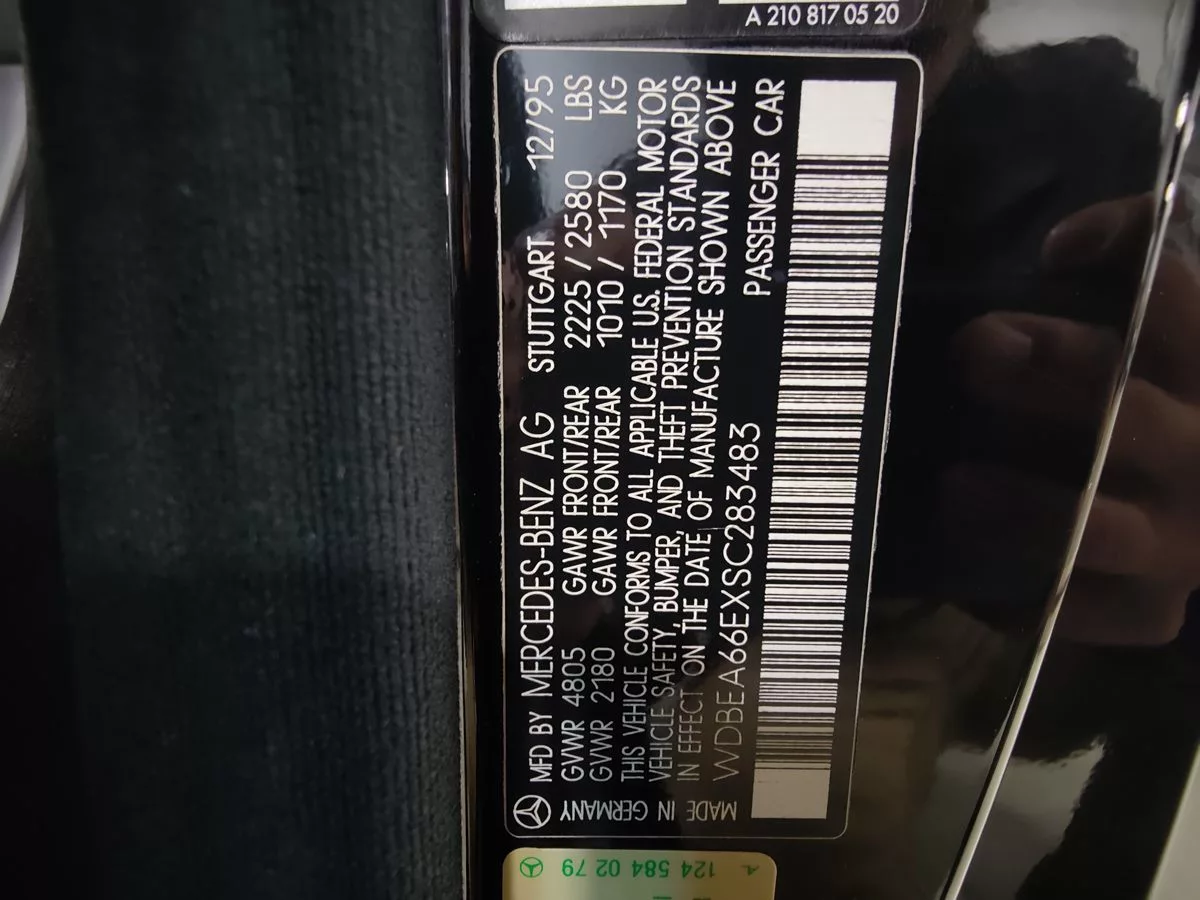 A 210 817 05 20
MFD BY MERCEDES-BENZ AG STUTTGART 12/95
GVWR 4805 GAWR FRONT/REAR 2225 / 2580 LBS
GVWR 2180 GAWR FRONT/REAR 1010 / 1170 KG
THIS VEHICLE CONFORMS TO ALL APPLICABLE U.S. FEDERAL MOTOR
VEHICLE SAFETY, BUMPER, AND THEFT PREVENTION STANDARDS
IN EFFECT ON THE DATE OF MANUFACTURE SHOWN ABOVE
WDBEA66EXSC283483 PASSENGER CAR
MADE IN GERMANY
124 584 02 79